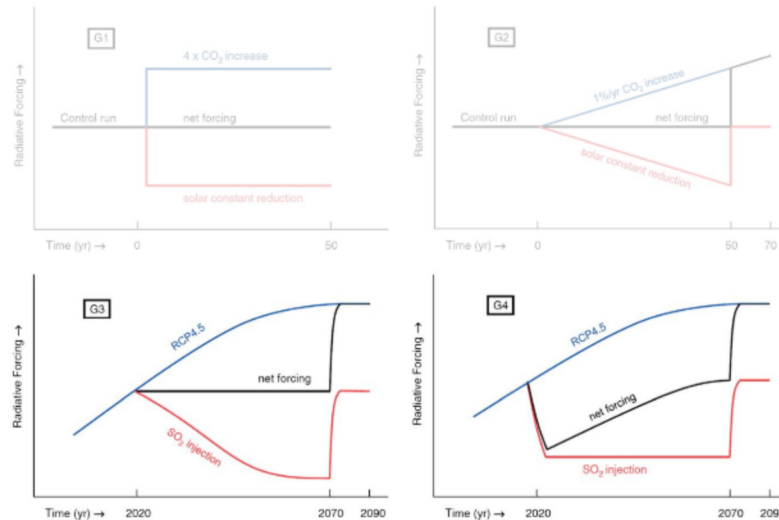 G1
4 x CO₂ increase
Radiative Forcing →
Control run
net forcing
solar constant reduction
Time (yr) →
0
50
G2
1%/yr CO₂ increase
Radiative Forcing →
Control run
net forcing
solar constant reduction
Time (yr) →
0
50
70
G3
RCP4.5
Radiative Forcing →
net forcing
SO₂ injection
Time (yr) →
2020
2070
2090
G4
RCP4.5
Radiative Forcing →
net forcing
SO₂ injection
Time (yr) →
2020
2070